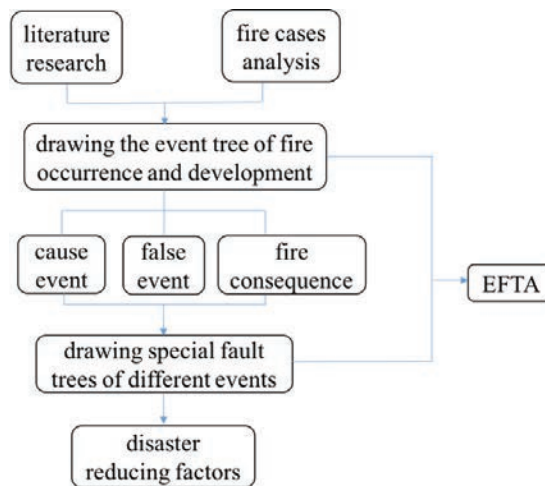 literature
research
fire cases
analysis
drawing the event tree of fire
occurrence and development
cause
event
false
event
fire
consequence
EFTA
drawing special fault
trees of different events
disaster
reducing factors